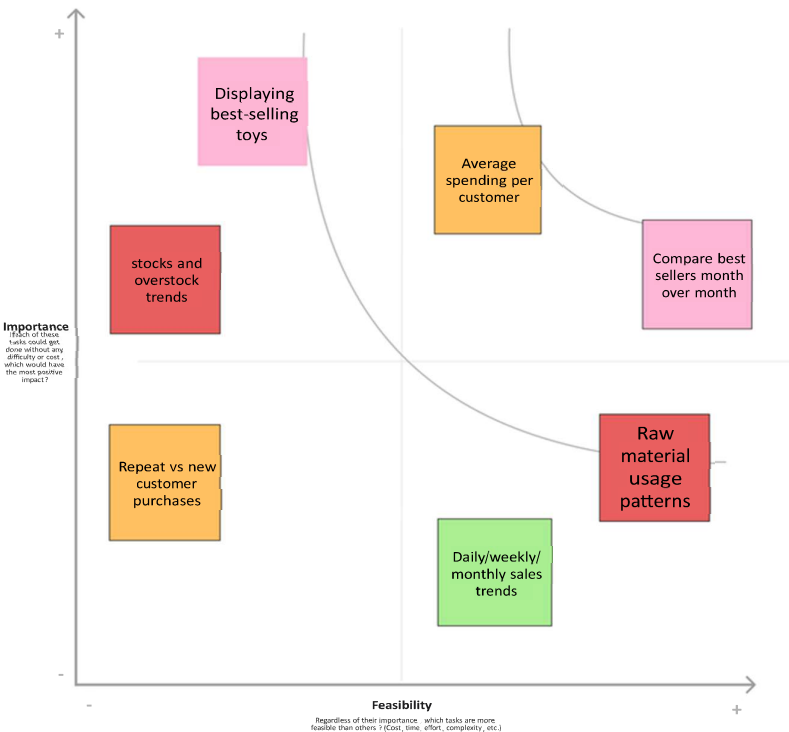 +
Displaying
best-selling
toys
Average
spending per
customer
Compare best
sellers month
over month
stocks and
overstock
trends
Importance
If each of these
tasks could get
done without any
difficulty or cost,
which would have
the most positive
impact?
Repeat vs new
customer
purchases
Raw
material
usage
patterns
Daily/weekly/
monthly sales
trends
-
-
Feasibility
+
Regardless of their importance which tasks are more
feasible than others ? (Cost, time, effort, complexity, etc.)